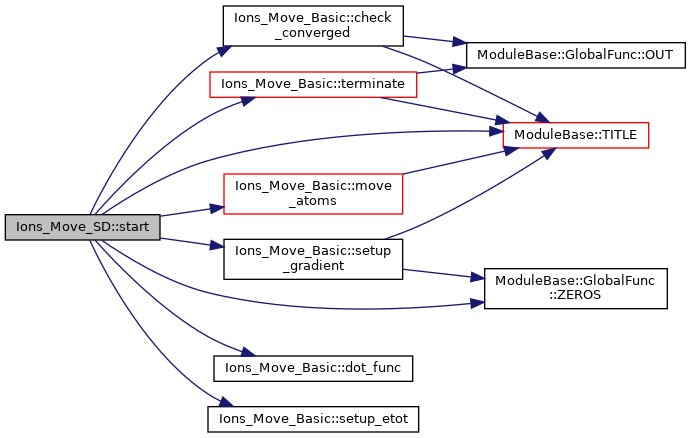 Ions_Move_Basic::check
_converged
ModuleBase::GlobalFunc::OUT
Ions_Move_Basic::terminate
ModuleBase::TITLE
Ions_Move_Basic::move
_atoms
Ions_Move_SD::start
Ions_Move_Basic::setup
_gradient
ModuleBase::GlobalFunc
::ZEROS
Ions_Move_Basic::dot_func
Ions_Move_Basic::setup_etot